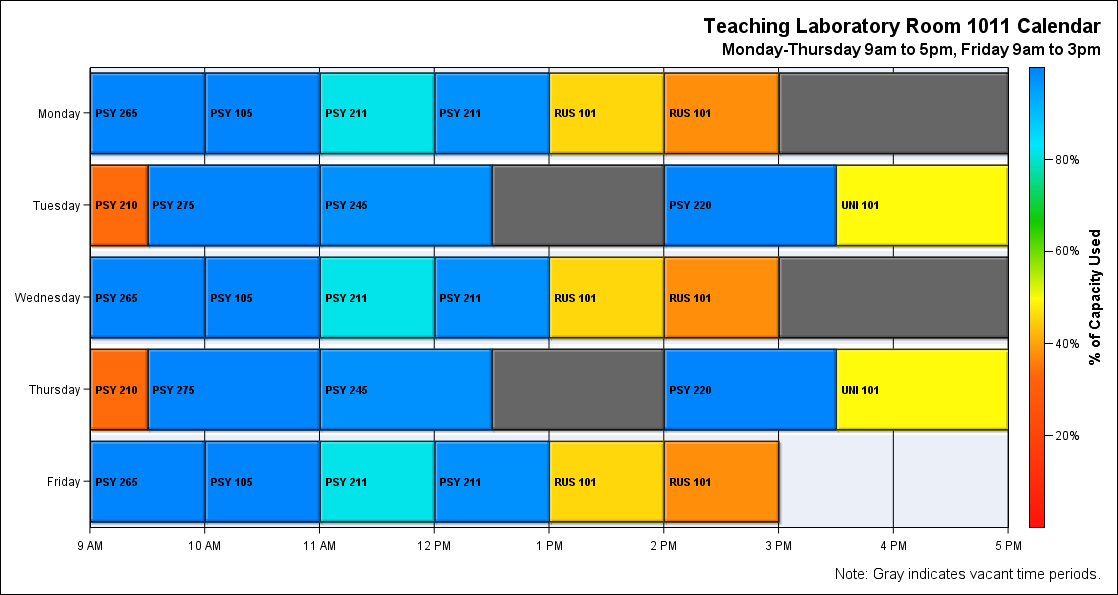 Teaching Laboratory Room 1011 Calendar
Monday-Thursday 9am to 5pm, Friday 9am to 3pm
Monday PSY 265 PSY 105 PSY 211 PSY 211 RUS 101 RUS 101
Tuesday PSY 210 PSY 275 PSY 245 PSY 220 UNI 101
Wednesday PSY 265 PSY 105 PSY 211 PSY 211 RUS 101 RUS 101
Thursday PSY 210 PSY 275 PSY 245 PSY 220 UNI 101
Friday PSY 265 PSY 105 PSY 211 PSY 211 RUS 101 RUS 101
9 AM 10 AM 11 AM 12 PM 1 PM 2 PM 3 PM 4 PM 5 PM
80%
60%
40%
20%
% of Capacity Used
Note: Gray indicates vacant time periods.